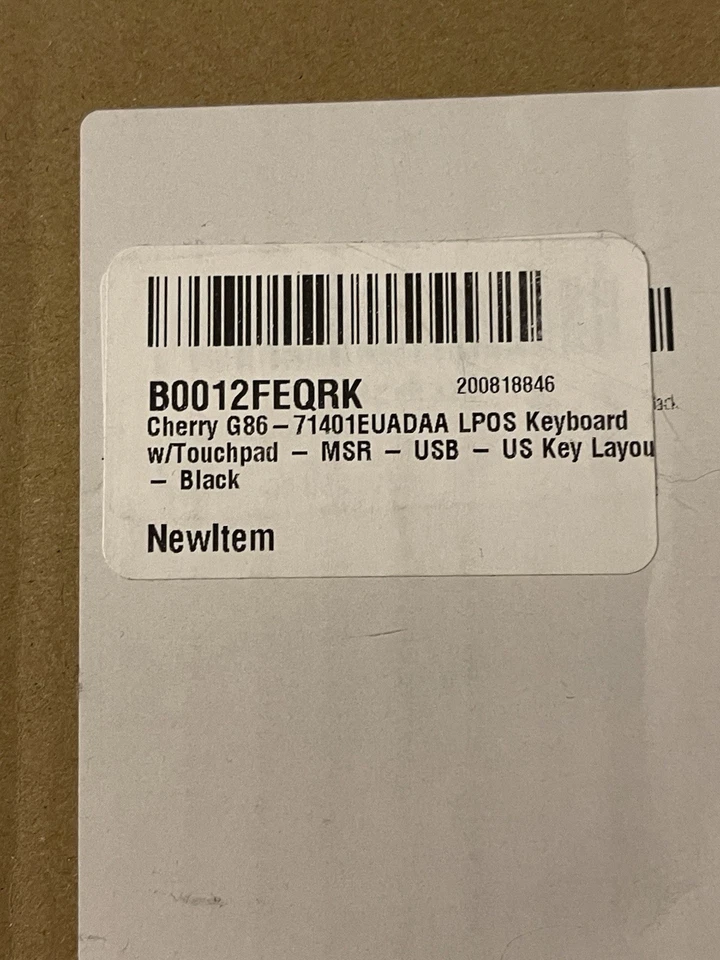 B0012FEQRK 200818846
Cherry G86-71401EUADAA LPOS Keyboard
w/Touchpad - MSR - USB - US Key Layou
- Black
NewItem